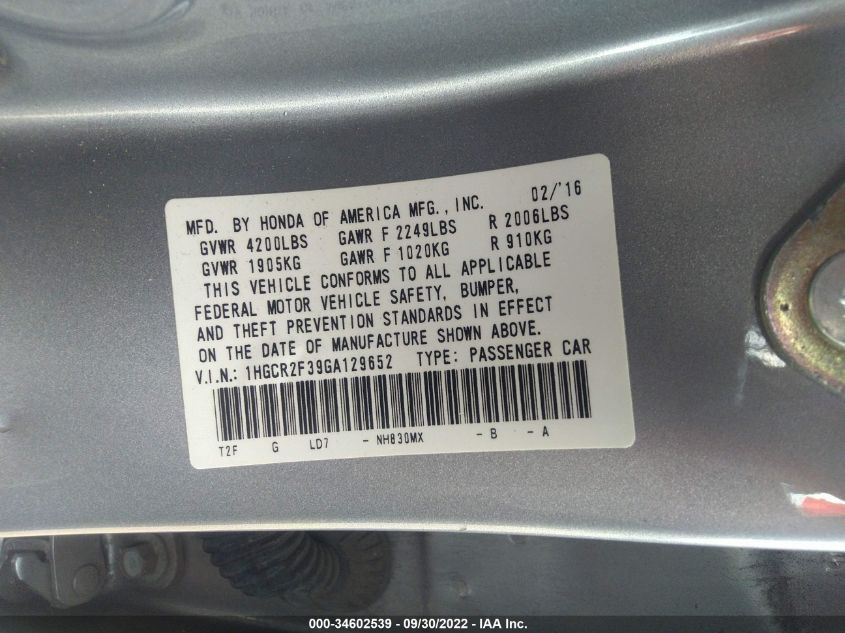 MFD. BY HONDA OF AMERICA MFG., INC. 02/'16
GVWR 4200LBS GAWR F 2249LBS R 2006LBS
GVWR 1905KG GAWR F 1020KG R 910KG
THIS VEHICLE CONFORMS TO ALL APPLICABLE
FEDERAL MOTOR VEHICLE SAFETY, BUMPER,
AND THEFT PREVENTION STANDARDS IN EFFECT
ON THE DATE OF MANUFACTURE SHOWN ABOVE.
V.I.N.: 1HGCR2F39GA129652 TYPE: PASSENGER CAR
T2F G LD7 - NH830MX - B - A
000-34602539 - 09/30/2022 - IAA Inc.